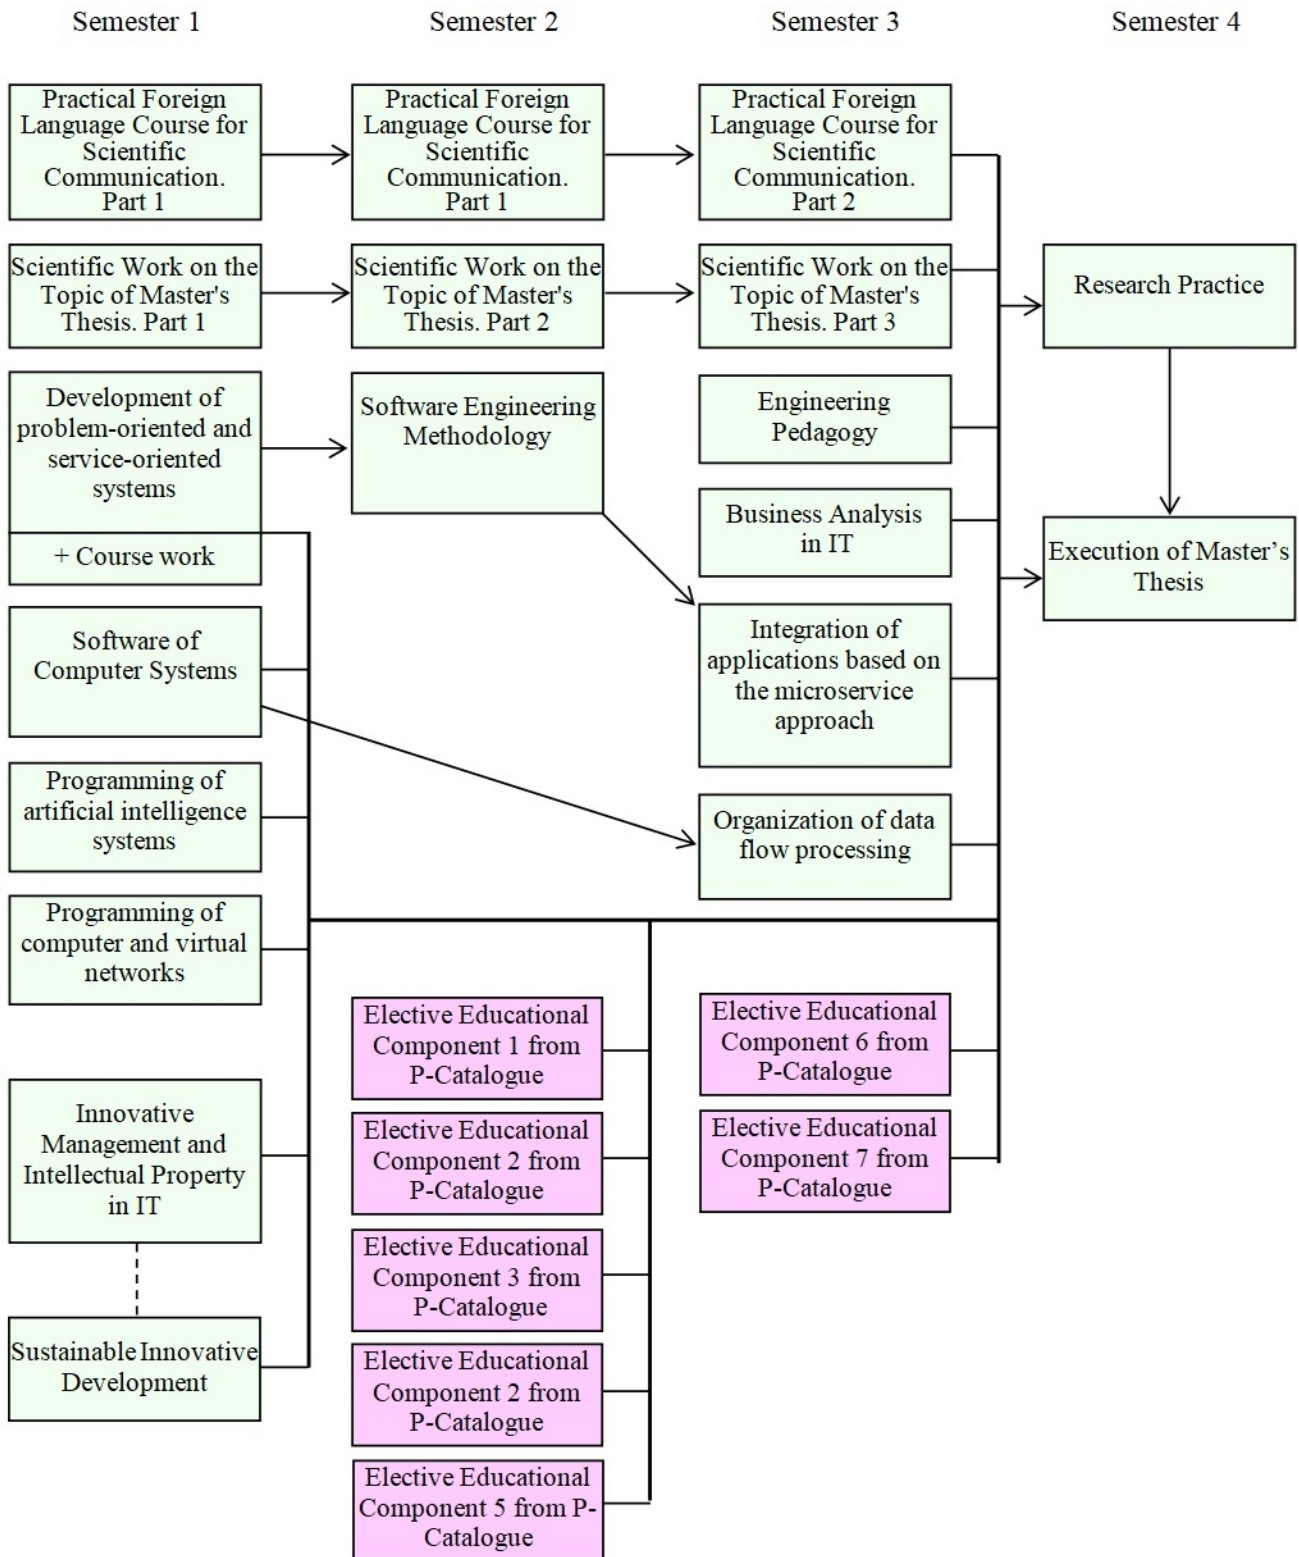 Semester 1
Semester 2
Semester 3
Semester 4
Practical Foreign
Language Course for
Scientific
Communication.
Part 1
Practical Foreign
Language Course for
Scientific
Communication.
Part 1
Practical Foreign
Language Course for
Scientific
Communication.
Part 2
Scientific Work on the
Topic of Master's
Thesis. Part 1
Scientific Work on the
Topic of Master's
Thesis. Part 2
Scientific Work on the
Topic of Master's
Thesis. Part 3
Research Practice
Development of
problem-oriented and
service-oriented
systems
+ Course work
Software Engineering
Methodology
Engineering
Pedagogy
Business Analysis
in IT
Execution of Master’s
Thesis
Software of
Computer Systems
Integration of
applications based on
the microservice
approach
Programming of
artificial intelligence
systems
Organization of data
flow processing
Programming of
computer and virtual
networks
Elective Educational
Component 1 from
P-Catalogue
Elective Educational
Component 6 from
P-Catalogue
Innovative
Management and
Intellectual Property
in IT
Elective Educational
Component 2 from
P-Catalogue
Elective Educational
Component 7 from
P-Catalogue
Elective Educational
Component 3 from
P-Catalogue
Sustainable Innovative
Development
Elective Educational
Component 2 from
P-Catalogue
Elective Educational
Component 5 from P-
Catalogue